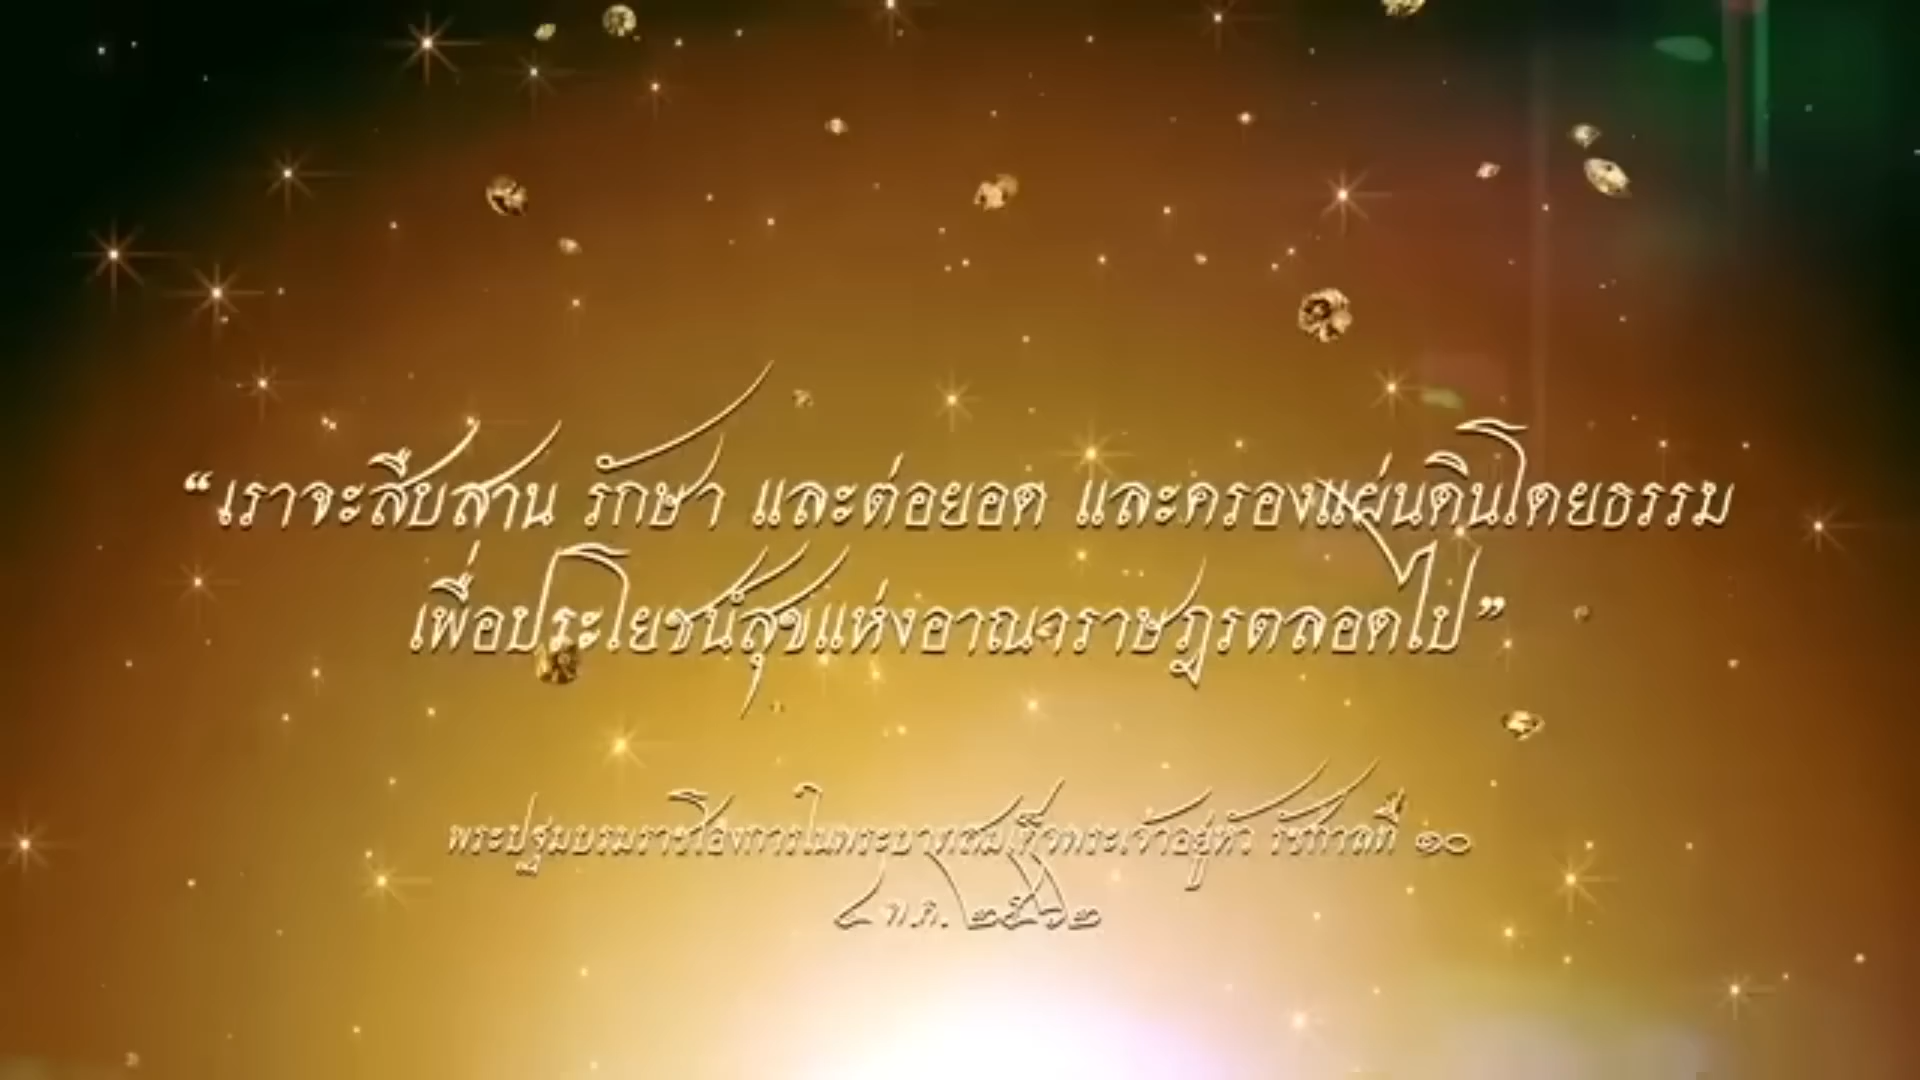 “เราจะสืบสาน รักษา และต่อยอด และครองแผ่นดินโดยธรรม
เพื่อประโยชน์สุขแห่งอาณาราษฎรตลอดไป”
พระปฐมบรมราชโองการในพระบาทสมเด็จพระเจ้าอยู่หัว รัชกาลที่ ๑๐
๔ พ.ค. ๒๕๖๒